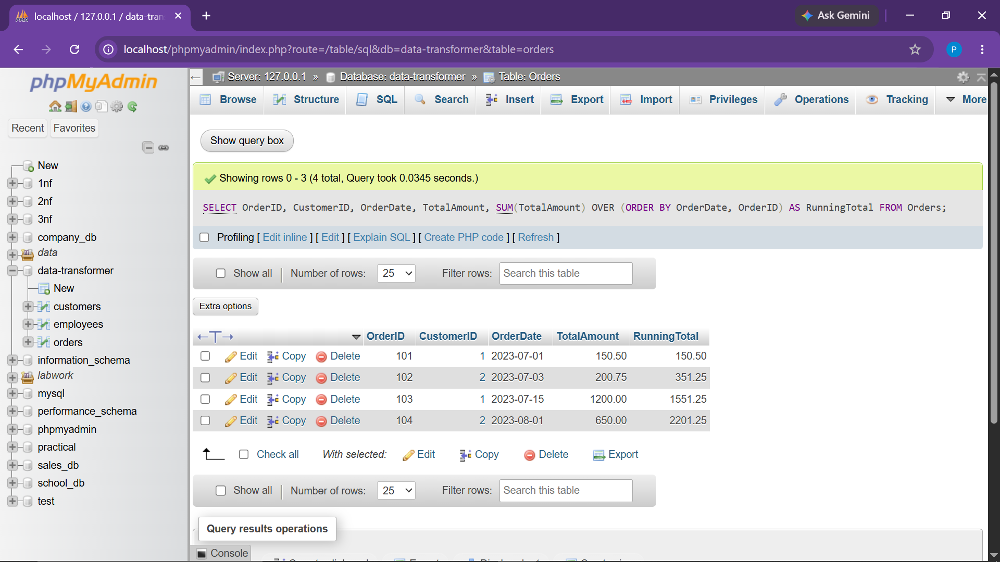 localhost / 127.0.0.1 / data-tran
Ask Gemini
localhost/phpmyadmin/index.php?route=/table/sql&db=data-transformer&table=orders
P
phpMyAdmin
Recent Favorites
New
1nf
2nf
3nf
company_db
data
data-transformer
New
customers
employees
orders
information_schema
labwork
mysql
performance_schema
phpmyadmin
practical
sales_db
school_db
test
Server: 127.0.0.1 » Database: data-transformer » Table: Orders
Browse Structure SQL Search Insert Export Import Privileges Operations Tracking More
Show query box
Showing rows 0 - 3 (4 total, Query took 0.0345 seconds.)
SELECT OrderID, CustomerID, OrderDate, TotalAmount, SUM(TotalAmount) OVER (ORDER BY OrderDate, OrderID) AS RunningTotal FROM Orders;
Profiling [ Edit inline ] [ Edit ] [ Explain SQL ] [ Create PHP code ] [ Refresh ]
Show all Number of rows: 25 Filter rows: Search this table
Extra options
OrderID CustomerID OrderDate TotalAmount RunningTotal
Edit Copy Delete 101 1 2023-07-01 150.50 150.50
Edit Copy Delete 102 2 2023-07-03 200.75 351.25
Edit Copy Delete 103 1 2023-07-15 1200.00 1551.25
Edit Copy Delete 104 2 2023-08-01 650.00 2201.25
Check all With selected: Edit Copy Delete Export
Show all Number of rows: 25 Filter rows: Search this table
Query results operations
Console